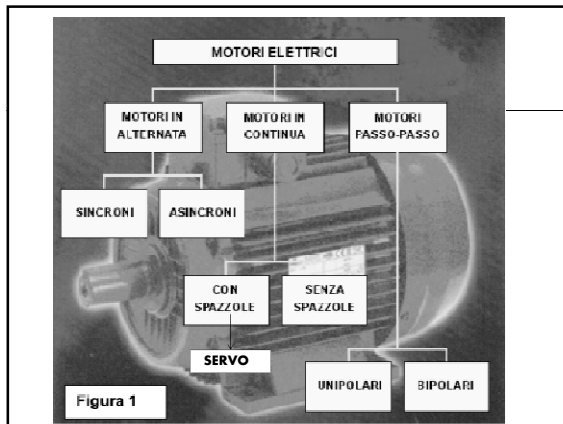 MOTORI ELETTRICI
MOTORI IN
ALTERNATA
MOTORI IN
CONTINUA
MOTORI
PASSO-PASSO
SINCRONI
ASINCRONI
CON
SPAZZOLE
SENZA
SPAZZOLE
SERVO
UNIPOLARI
BIPOLARI
Figura 1